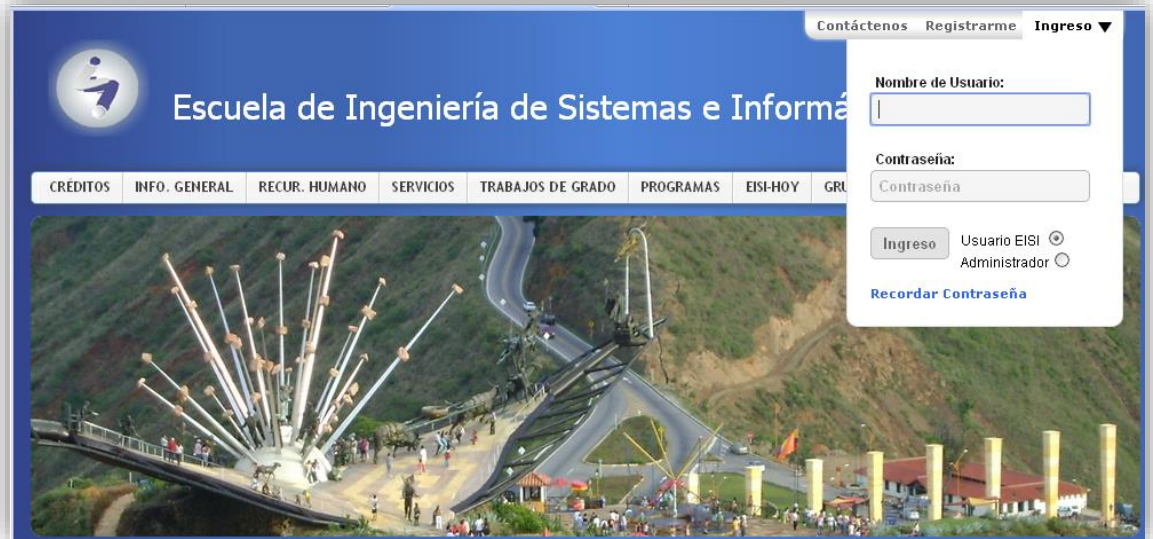 Contáctenos Registrarme Ingreso ▼
Escuela de Ingeniería de Sistemas e Informá
Nombre de Usuario:
Contraseña:
Contraseña
CRÉDITOS INFO. GENERAL RECUR. HUMANO SERVICIOS TRABAJOS DE GRADO PROGRAMAS EISI-HOY GRU
Ingreso Usuario EISI
Administrador
Recordar Contraseña